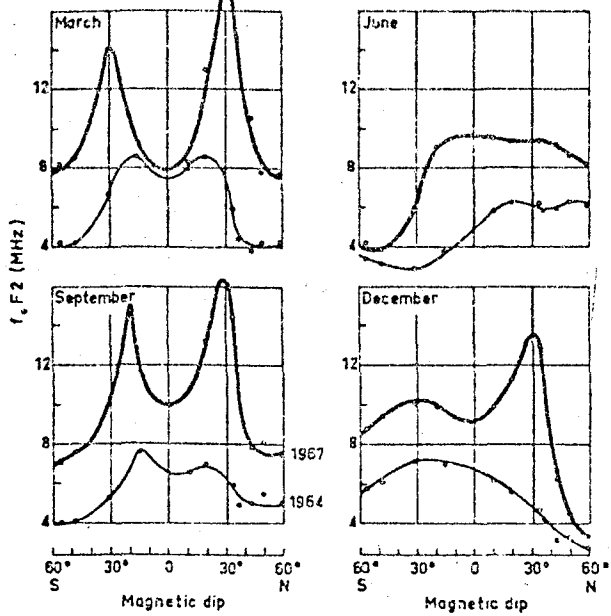 March
June
12
8
4
f₀F2 (MHz)
September
December
12
8
4
1967
1964
60° 30° 0 30° 60°
S N
Magnetic dip
60° 30° 0 30° 60°
S N
Magnetic dip